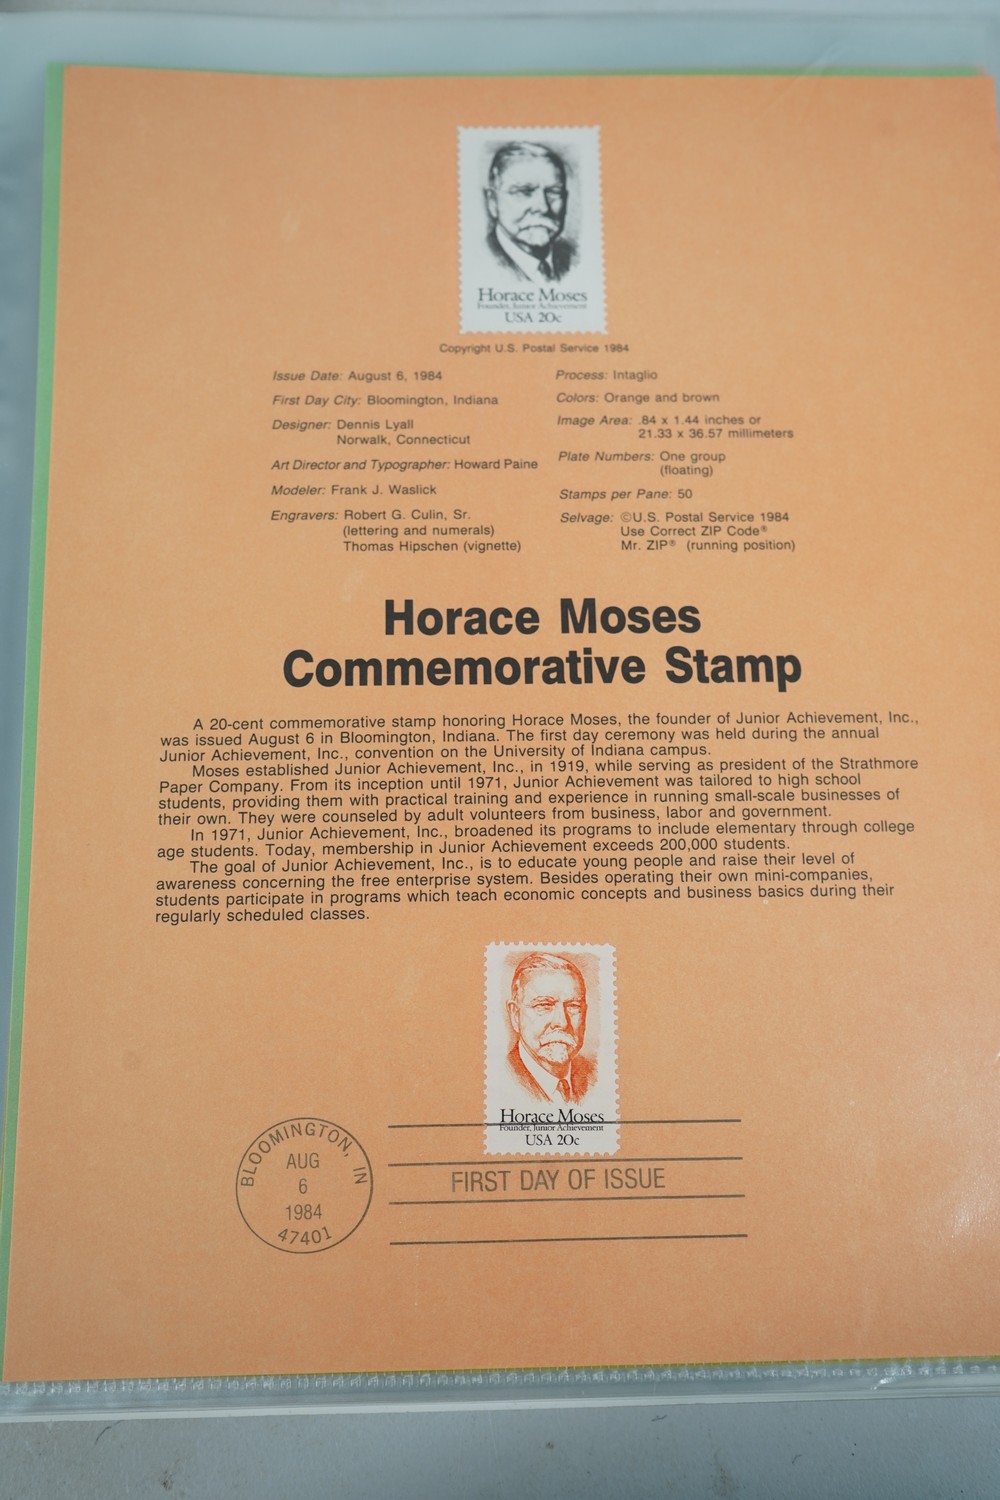 Horace Moses
Founder, Junior Achievement
USA 20c
Copyright U.S. Postal Service 1984
Issue Date: August 6, 1984
First Day City: Bloomington, Indiana
Designer: Dennis Lyall
Norwalk, Connecticut
Art Director and Typographer: Howard Paine
Modeler: Frank J. Waslick
Engravers: Robert G. Culin, Sr.
(lettering and numerals)
Thomas Hipschen (vignette)
Process: Intaglio
Colors: Orange and brown
Image Area: .84 x 1.44 inches or
21.33 x 36.57 millimeters
Plate Numbers: One group
(floating)
Stamps per Pane: 50
Selvage: ©U.S. Postal Service 1984
Use Correct ZIP Code®
Mr. ZIP® (running position)
Horace Moses
Commemorative Stamp
A 20-cent commemorative stamp honoring Horace Moses, the founder of Junior Achievement, Inc.,
was issued August 6 in Bloomington, Indiana. The first day ceremony was held during the annual
Junior Achievement, Inc., convention on the University of Indiana campus.
Moses established Junior Achievement, Inc., in 1919, while serving as president of the Strathmore
Paper Company. From its inception until 1971, Junior Achievement was tailored to high school
students, providing them with practical training and experience in running small-scale businesses of
their own. They were counseled by adult volunteers from business, labor and government.
In 1971, Junior Achievement, Inc., broadened its programs to include elementary through college
age students. Today, membership in Junior Achievement exceeds 200,000 students.
The goal of Junior Achievement, Inc., is to educate young people and raise their level of
awareness concerning the free enterprise system. Besides operating their own mini-companies,
students participate in programs which teach economic concepts and business basics during their
regularly scheduled classes.
Horace Moses
Founder, Junior Achievement
USA 20c
BLOOMINGTON, IN
AUG
6
1984
47401
FIRST DAY OF ISSUE